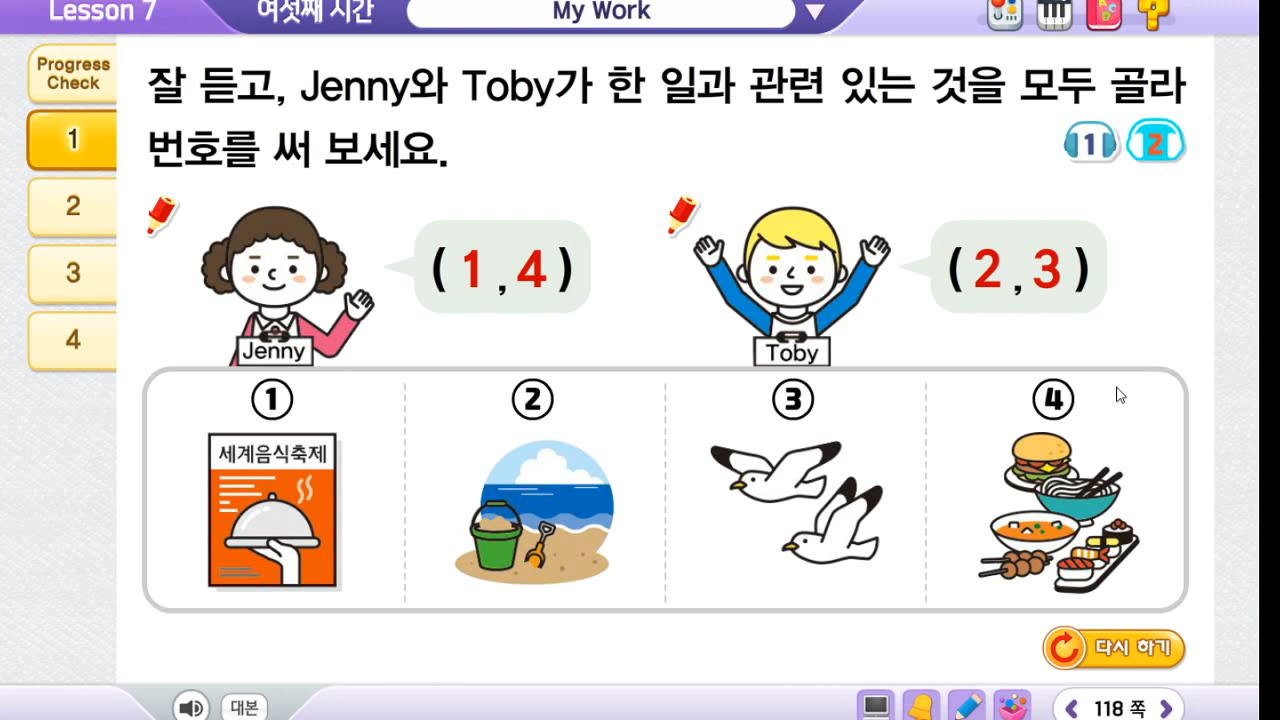 Lesson 7 여섯째 시간 My Work
Progress
Check
1
2
3
4
잘 듣고, Jenny와 Toby가 한 일과 관련 있는 것을 모두 골라
번호를 써 보세요.
1 2
( 1 , 4 )
( 2 , 3 )
Jenny
Toby
① ② ③ ④
세계음식축제
다시 하기
대본
118 쪽